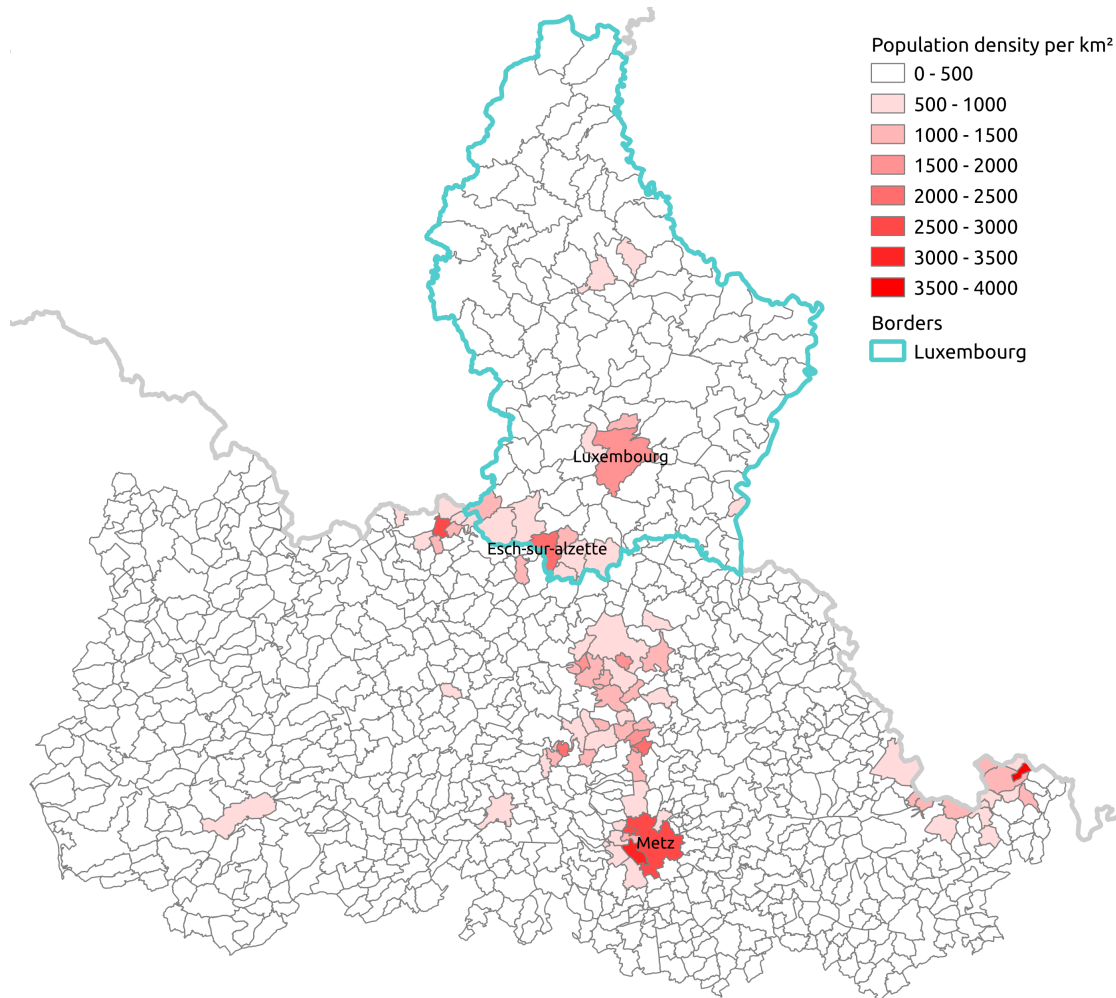 Population density per km²
0 - 500
500 - 1000
1000 - 1500
1500 - 2000
2000 - 2500
2500 - 3000
3000 - 3500
3500 - 4000
Borders
Luxembourg
Luxembourg
Esch-sur-alzette
Metz